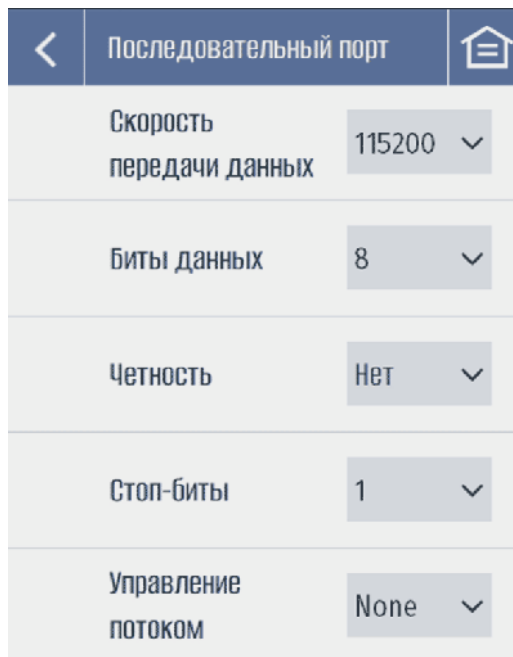 Последовательный порт
Скорость
передачи данных
115200
Биты данных
8
Четность
Нет
Стоп-биты
1
Управление
потоком
None